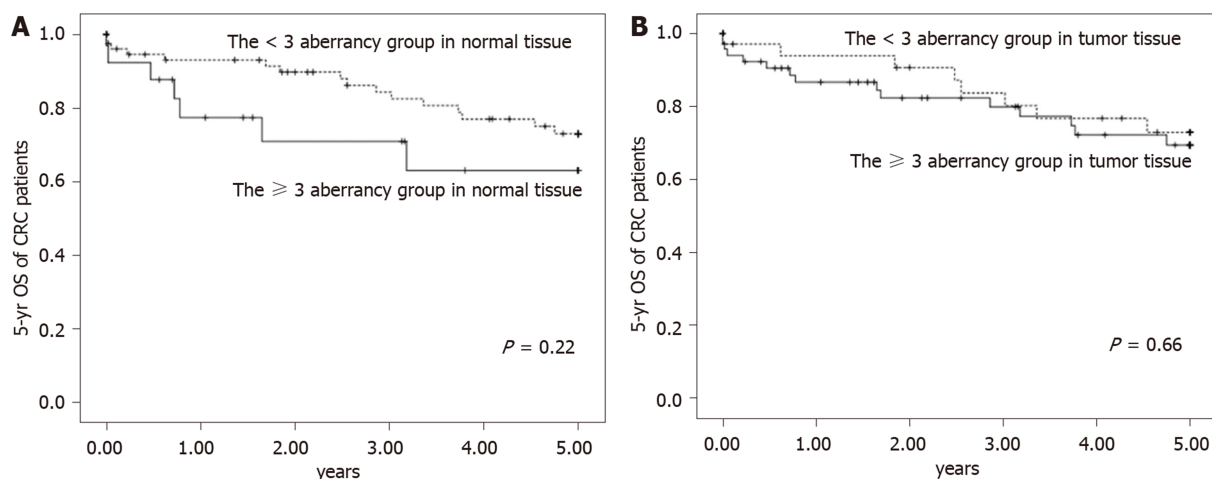 A
5-yr OS of CRC patients
1.0
0.8
0.6
0.4
0.2
0.0
The < 3 aberrancy group in normal tissue
The ⩾ 3 aberrancy group in normal tissue
P = 0.22
0.00 1.00 2.00 3.00 4.00 5.00
years
B
5-yr OS of CRC patients
1.0
0.8
0.6
0.4
0.2
0.0
The < 3 aberrancy group in tumor tissue
The ⩾ 3 aberrancy group in tumor tissue
P = 0.66
0.00 1.00 2.00 3.00 4.00 5.00
years